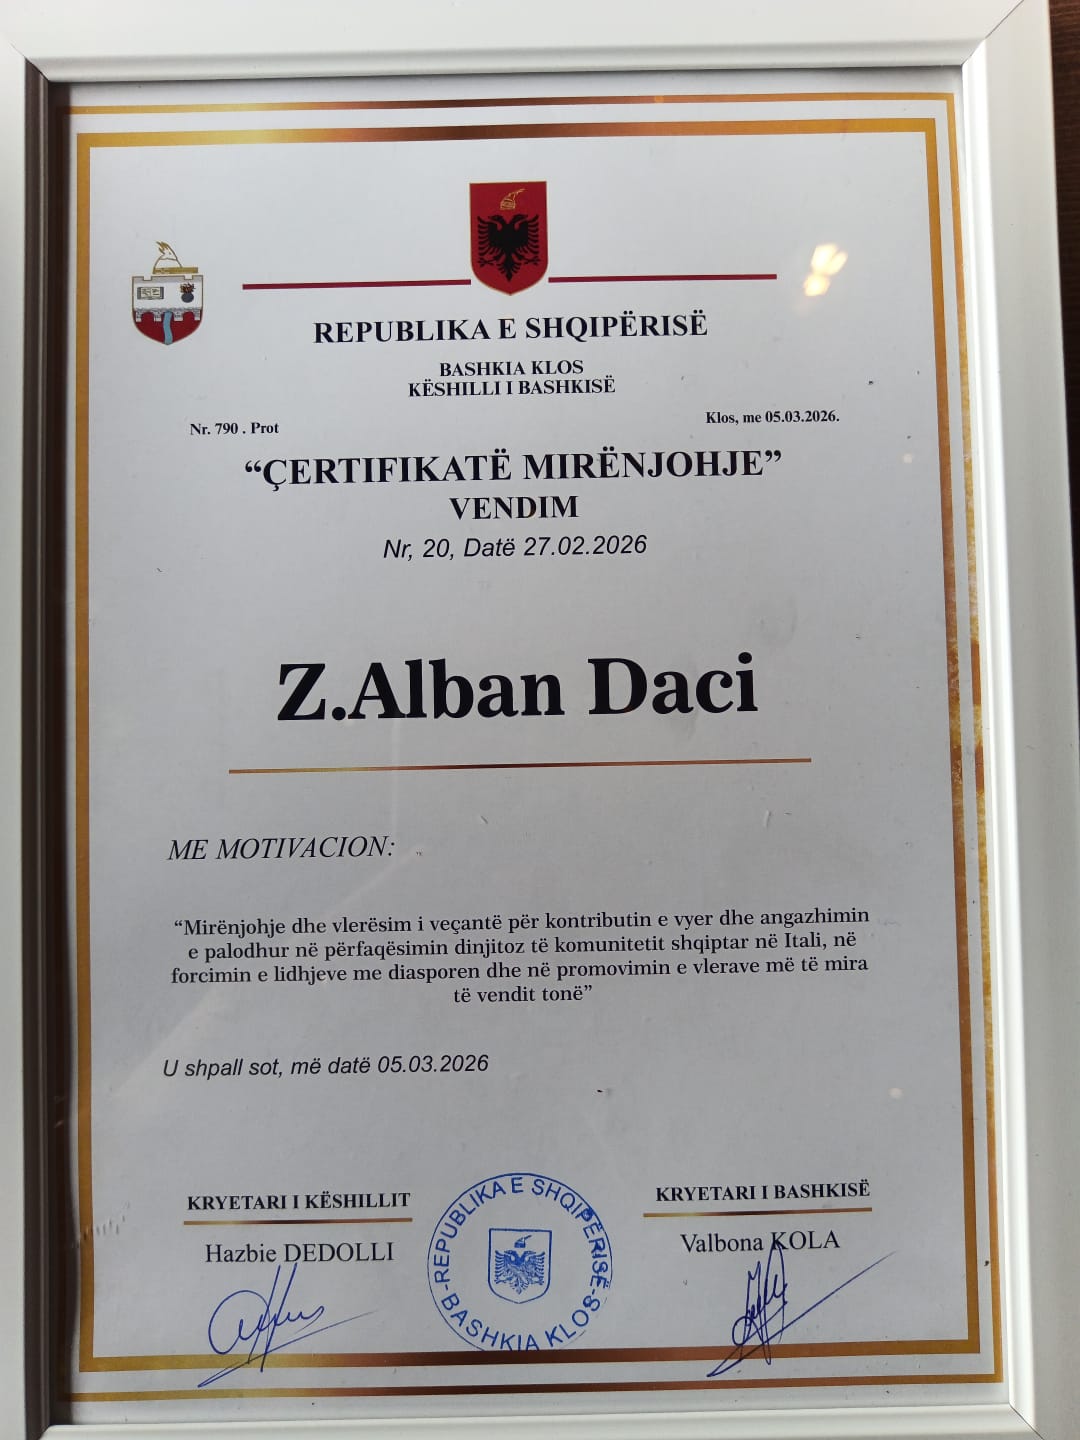 REPUBLIKA E SHQIPËRISË
BASHKIA KLOS
KËSHILLI I BASHKISË
Nr. 790 . Prot
Klos, me 05.03.2026.
“ÇERTIFIKATË MIRËNJOHJE”
VENDIM
Nr, 20, Datë 27.02.2026
Z.Alban Daci
ME MOTIVACION:
“Mirënjohje dhe vlerësim i veçantë për kontributin e vyer dhe angazhimin
e palodhur në përfaqësimin dinjitoz të komunitetit shqiptar në Itali, në
forcimin e lidhjeve me diasporen dhe në promovimin e vlerave më të mira
të vendit tonë”
U shpall sot, më datë 05.03.2026
KRYETARI I KËSHILLIT
Hazbie DEDOLLI
-REPUBLIKA E SHQIPËRISË-
BASHKIA KLOS
KRYETARI I BASHKISË
Valbona KOLA